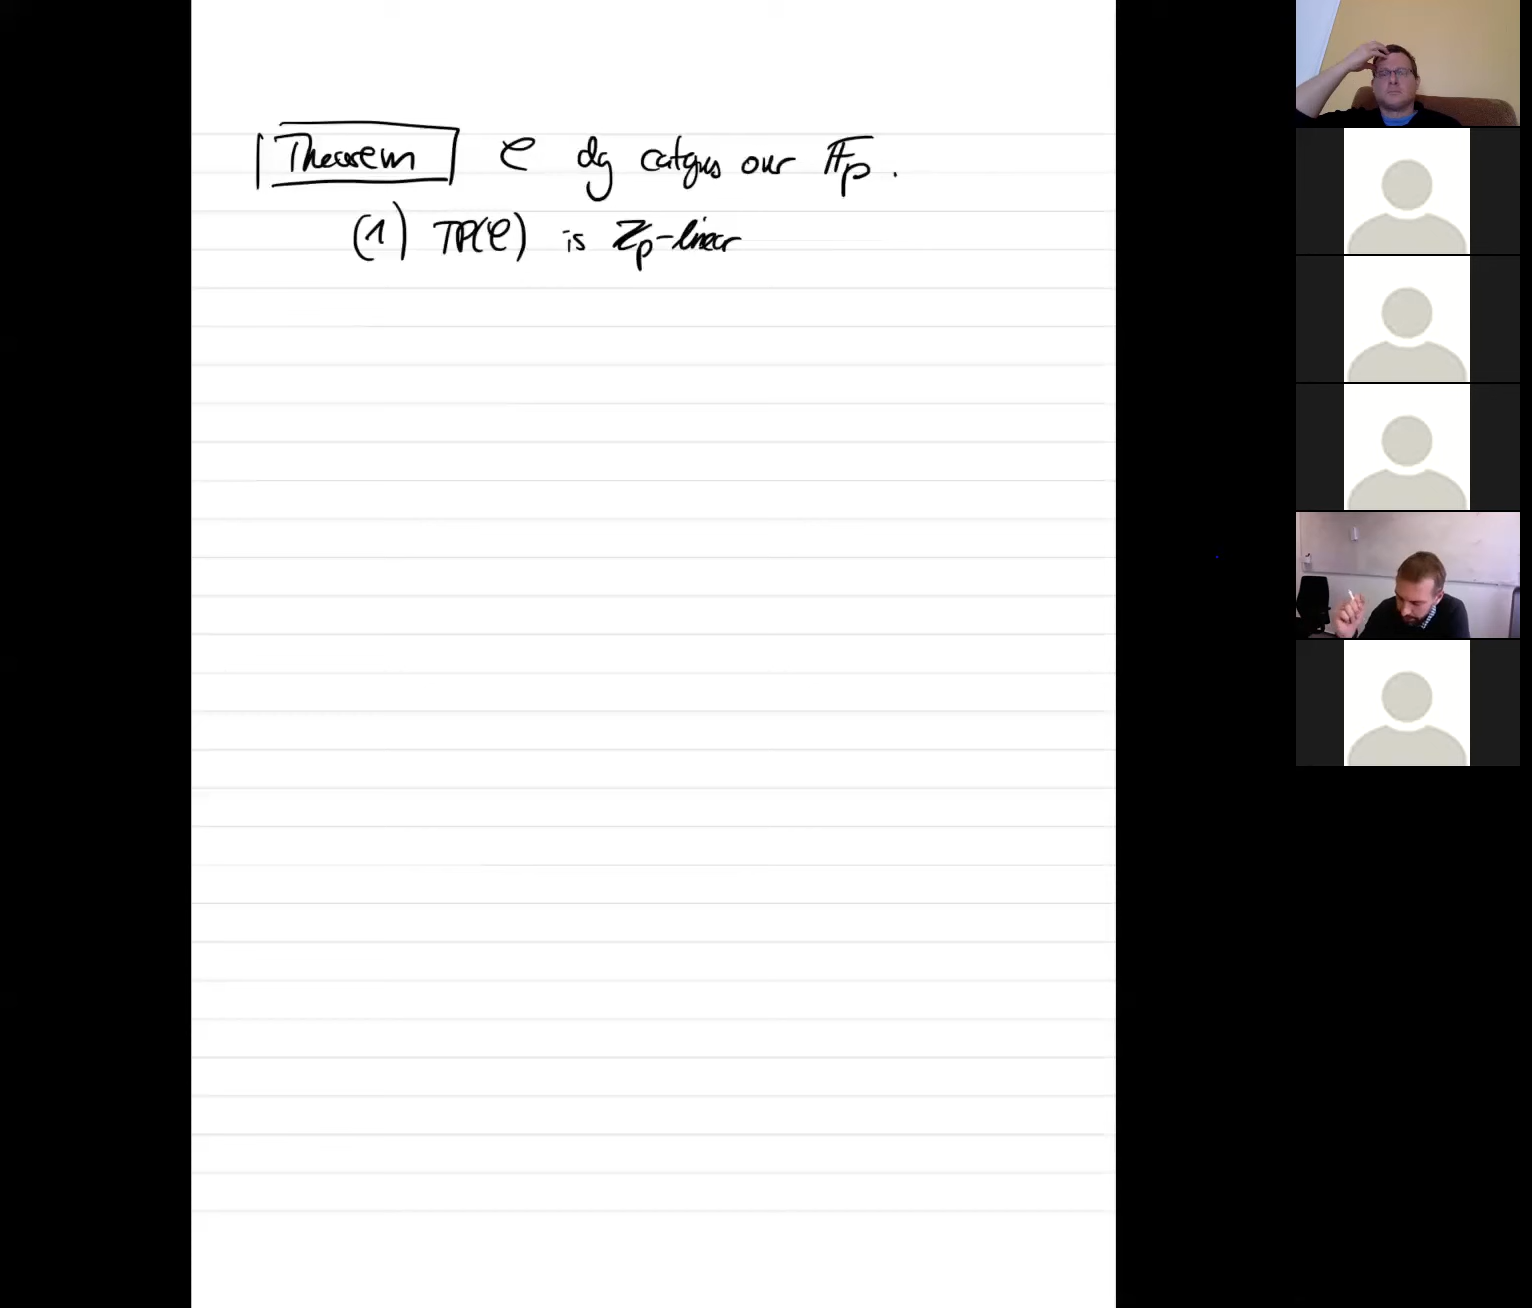 Theorem C dg category over 𝔽p.
(1) TP(C) is ℤp-linear